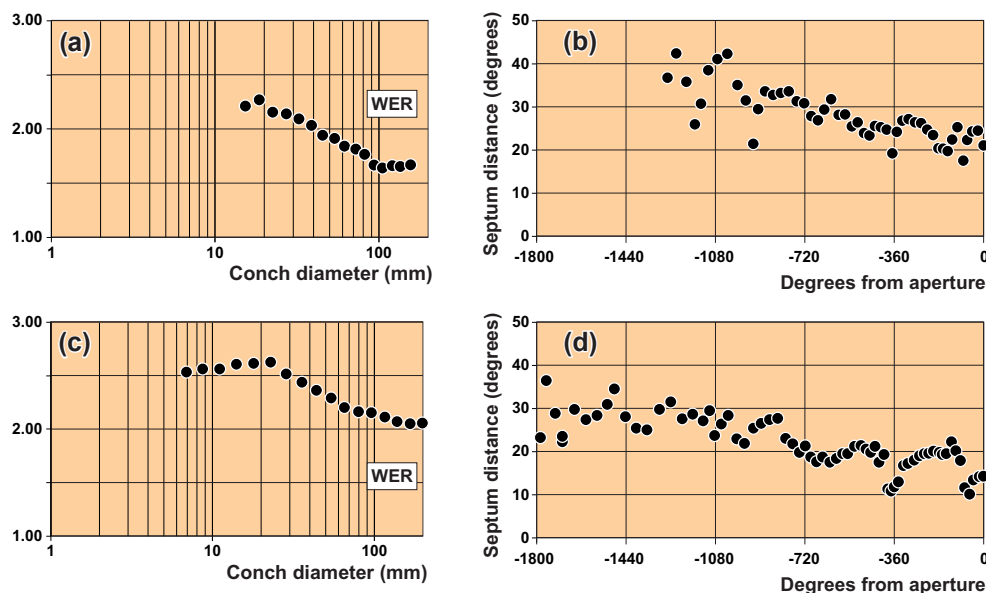 (a)
3.00
2.00
1.00
WER
1 10 100
Conch diameter (mm)
(b)
Septum distance (degrees)
50
40
30
20
10
0
-1800 -1440 -1080 -720 -360 0
Degrees from aperture
(c)
3.00
2.00
1.00
WER
1 10 100
Conch diameter (mm)
(d)
Septum distance (degrees)
50
40
30
20
10
0
-1800 -1440 -1080 -720 -360 0
Degrees from aperture